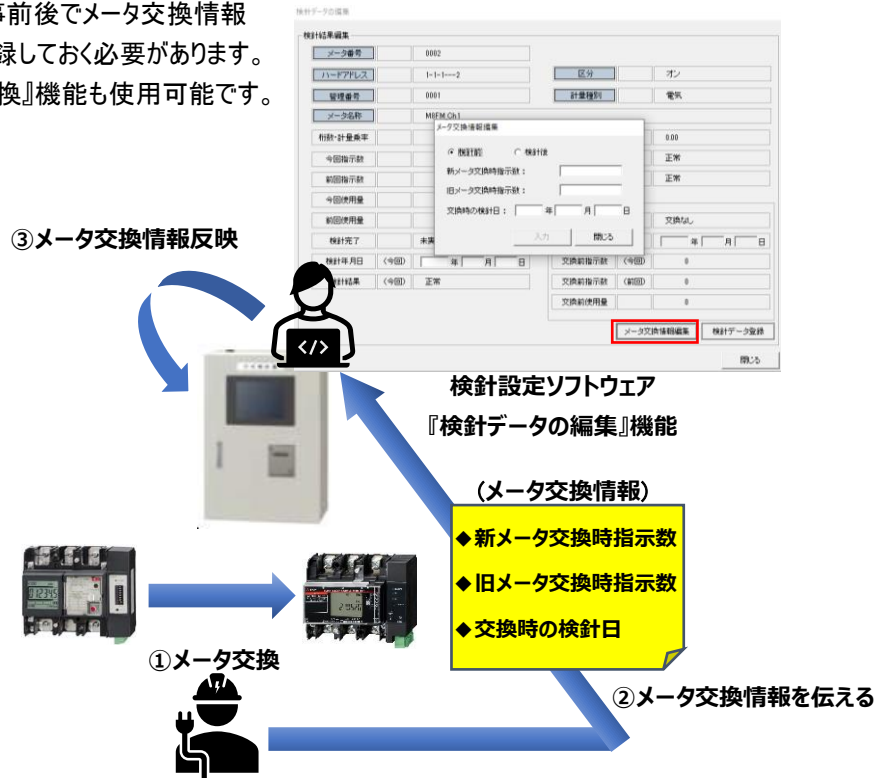 事前後でメータ交換情報
録しておく必要があります。
換』機能も使用可能です。
検針データの編集
検針結果編集
メータ番号 0002
ハードアドレス 1-1-1---2 区分 オン
管理番号 0001 計量種別 電気
メータ名称 M8FM.Ch1
メータ交換情報編集
桁数・計量乗率 0.00
検針前 検針後
今回指示数 正常
新メータ交換時指示数：
前回指示数 正常
旧メータ交換時指示数：
今回使用量
交換時の検針日： 年 月 日
前回使用量 交換なし
入力 閉じる
検針完了 未実 年 月 日
検針年月日 (今回) 年 月 日 交換前指示数 (今回) 0
検針結果 (今回) 正常 交換前指示数 (前回) 0
交換前使用量 0
メータ交換情報編集 検針データ登録
閉じる
③メータ交換情報反映
</>
検針設定ソフトウェア
『検針データの編集』機能
(メータ交換情報)
◆新メータ交換時指示数
◆旧メータ交換時指示数
◆交換時の検針日
①メータ交換
②メータ交換情報を伝える